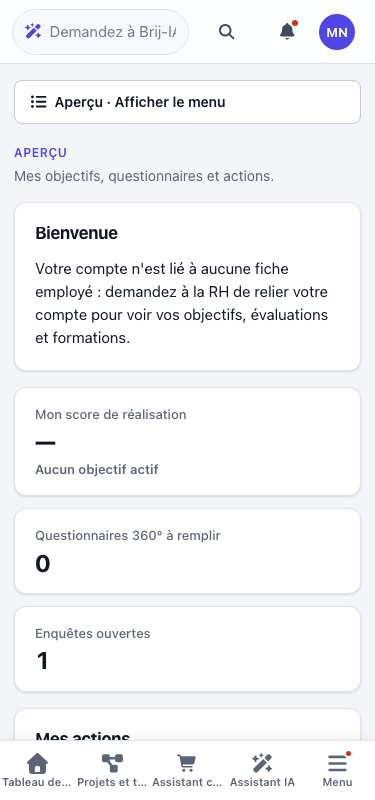 Demandez à Brij-IA
MN
Aperçu · Afficher le menu
APERÇU
Mes objectifs, questionnaires et actions.
Bienvenue
Votre compte n'est lié à aucune fiche
employé : demandez à la RH de relier votre
compte pour voir vos objectifs, évaluations
et formations.
Mon score de réalisation
—
Aucun objectif actif
Questionnaires 360° à remplir
0
Enquêtes ouvertes
1
Mes actions
Tableau de...
Projets et t...
Assistant c...
Assistant IA
Menu